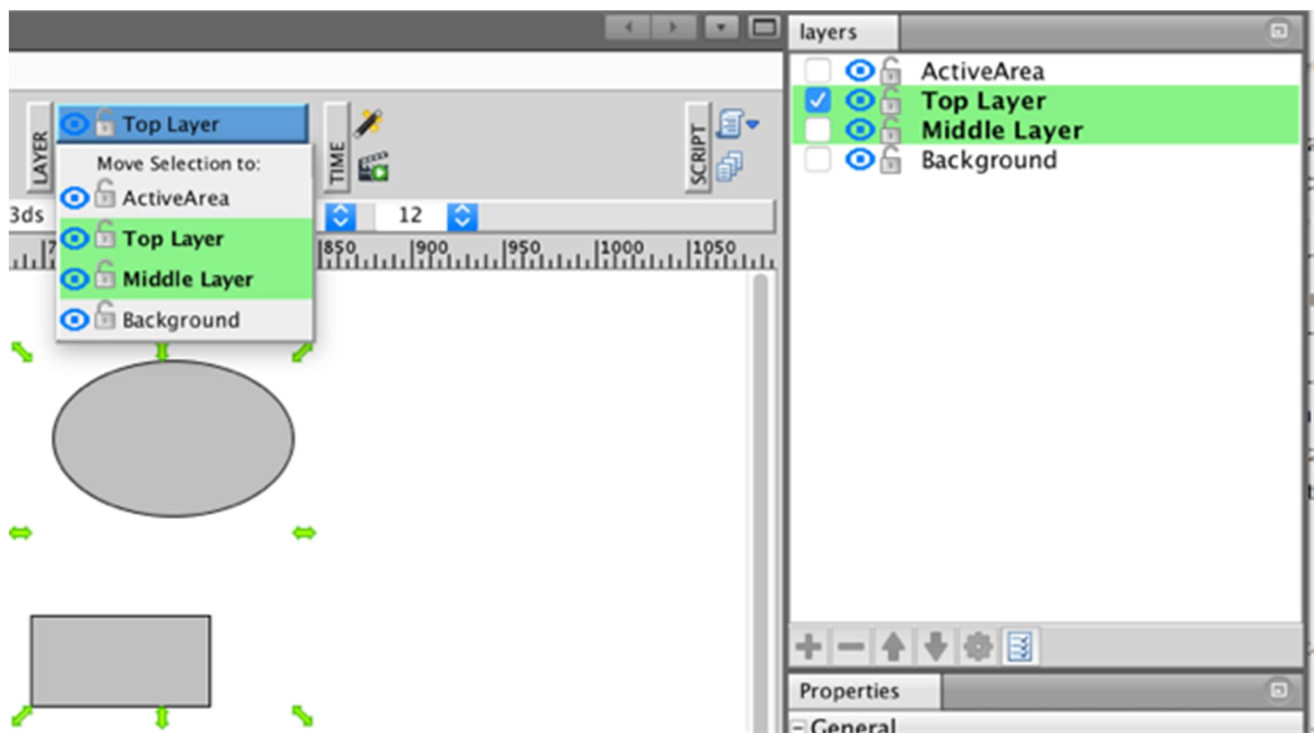 layers
ActiveArea
Top Layer
Middle Layer
Background
LAYER
Top Layer
Move Selection to:
ActiveArea
Top Layer
Middle Layer
Background
TIME
SCRIPT
3ds
12
850 900 950 1000 1050
Properties
General